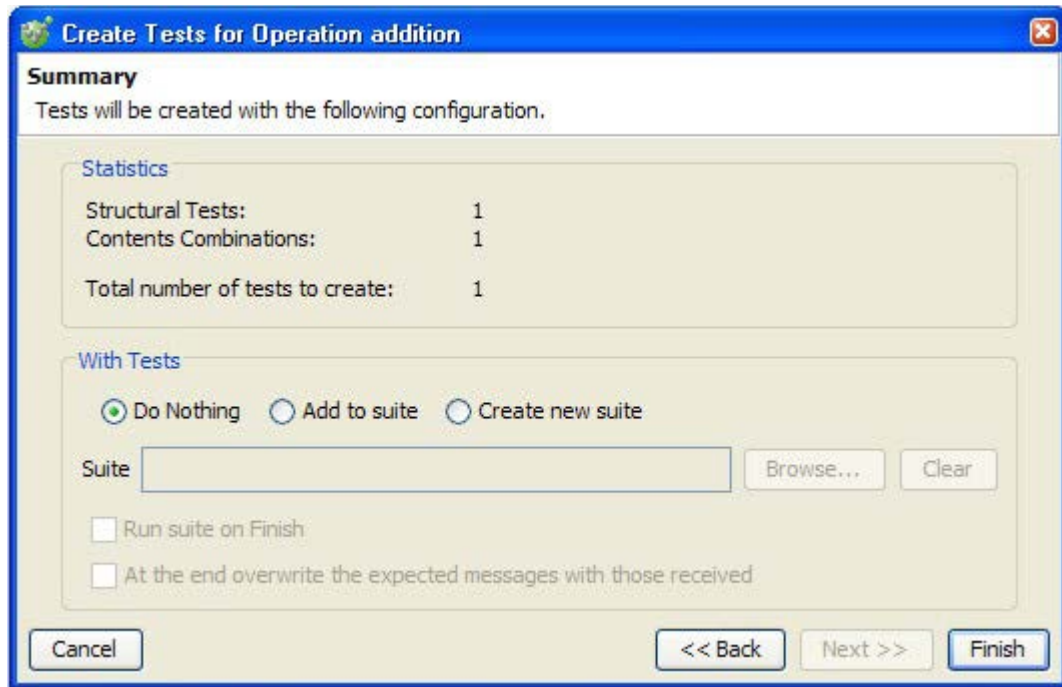 Create Tests for Operation addition
Summary
Tests will be created with the following configuration.
Statistics
Structural Tests: 1
Contents Combinations: 1
Total number of tests to create: 1
With Tests
Do Nothing Add to suite Create new suite
Suite Browse... Clear
Run suite on Finish
At the end overwrite the expected messages with those received
Cancel << Back Next >> Finish